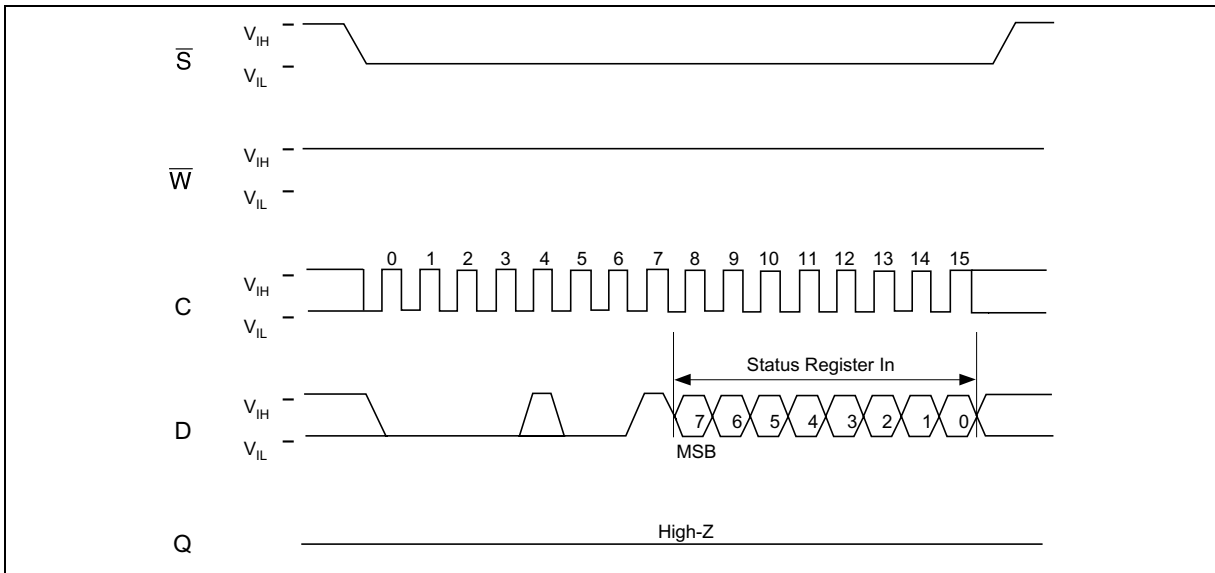 S̅
V_IH
V_IL
W̅
V_IH
V_IL
0 1 2 3 4 5 6 7 8 9 10 11 12 13 14 15
C
V_IH
V_IL
Status Register In
D
V_IH
V_IL
7 6 5 4 3 2 1 0
MSB
Q
High-Z